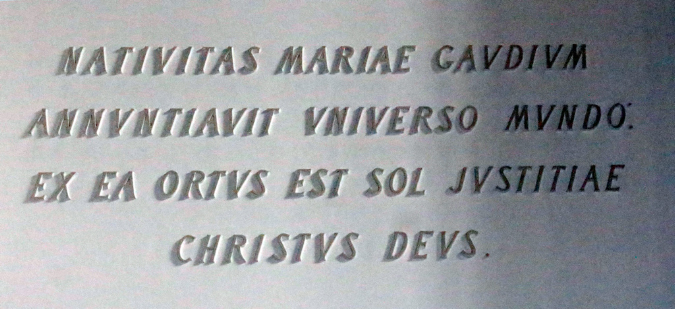 NATIVITAS MARIAE GAVDIVM
ANNVNTIAVIT VNIVERSO MVNDO:
EX EA ORTVS EST SOL JVSTITIAE
CHRISTVS DEVS.